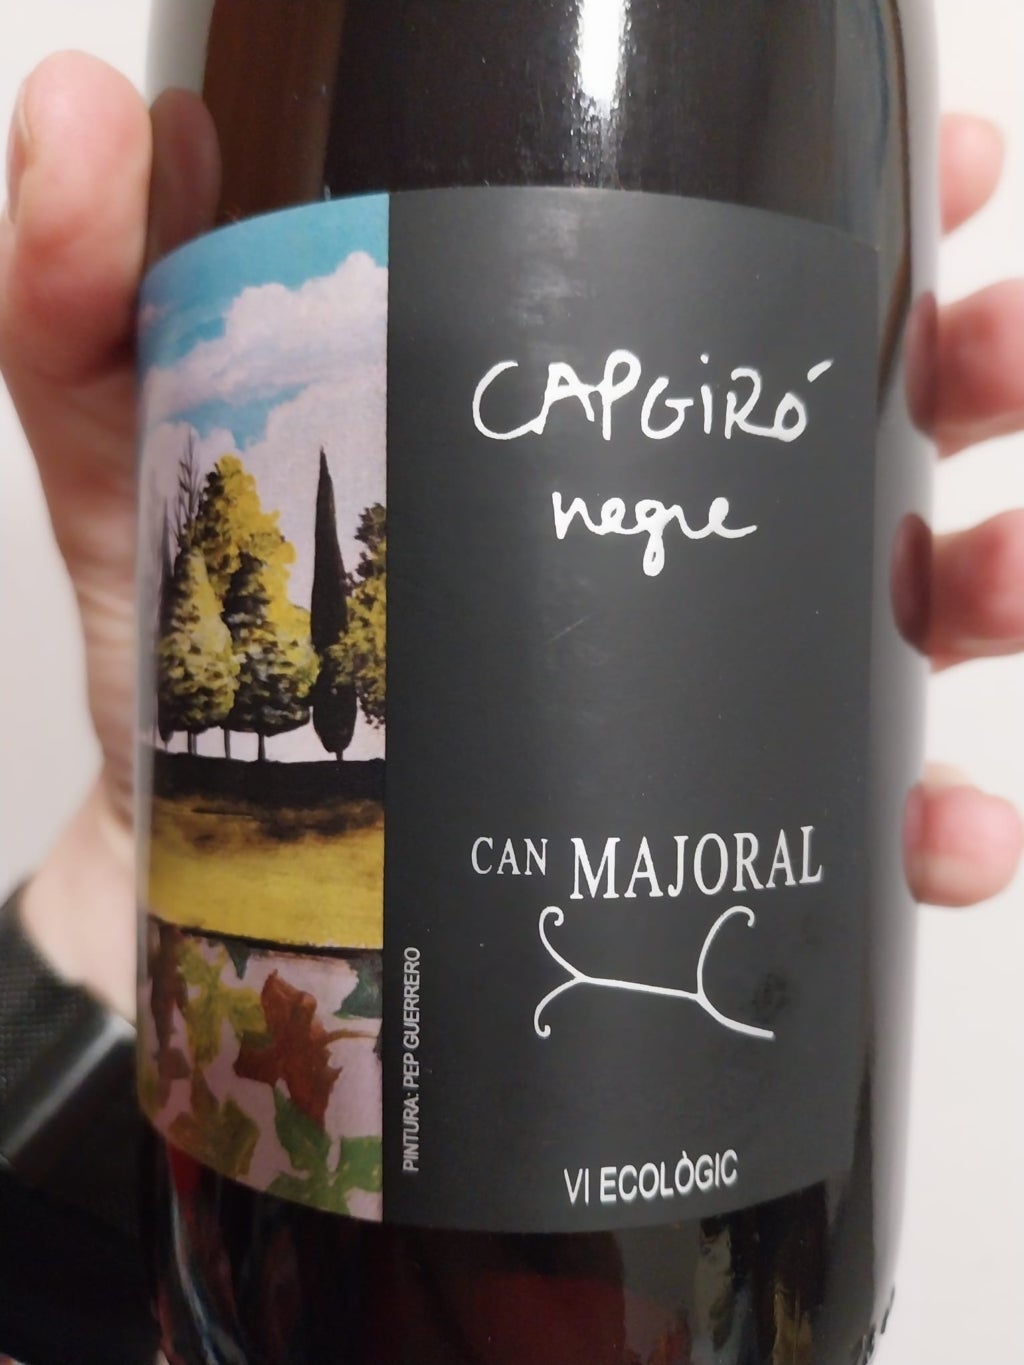 CAPGIRÓ
negre
CAN MAJORAL
PINTURA: PEP GUERRERO
VI ECOLÒGIC